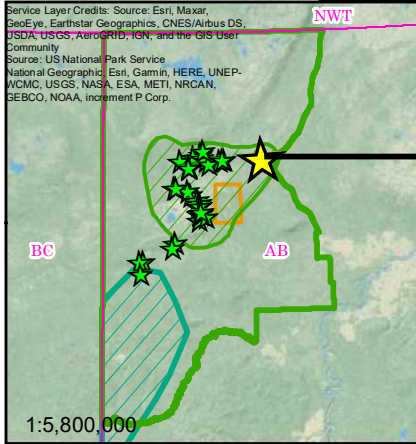 Service Layer Credits: Source: Esri, Maxar,
GeoEye, Earthstar Geographics, CNES/Airbus DS,
USDA, USGS, AeroGRID, IGN, and the GIS User
Community
Source: US National Park Service
National Geographic, Esri, Garmin, HERE, UNEP-
WCMC, USGS, NASA, ESA, METI, NRCAN,
GEBCO, NOAA, increment P Corp.
NWT
BC
AB
1:5,800,000